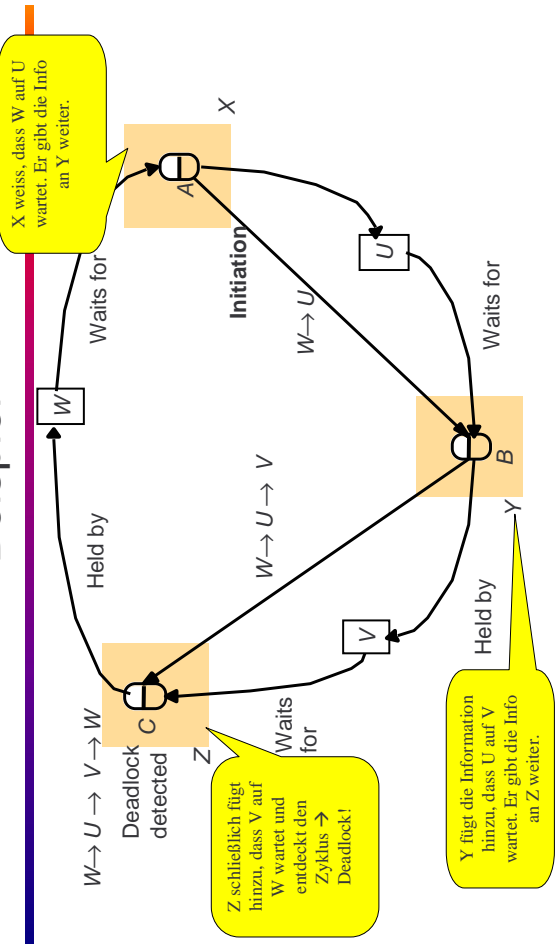 X weiss, dass W auf U
wartet. Er gibt die Info
an Y weiter.
W
Waits for
Held by
W→ U → V → W
Deadlock
detected
C
Z
A
X
Initiation
W→ U
W→ U → V
Z schließlich fügt
hinzu, dass V auf
W wartet und
entdeckt den
Zyklus →
Deadlock!
Waits
for
V
U
Waits for
Held by
B
Y
Y fügt die Information
hinzu, dass U auf V
wartet. Er gibt die Info
an Z weiter.